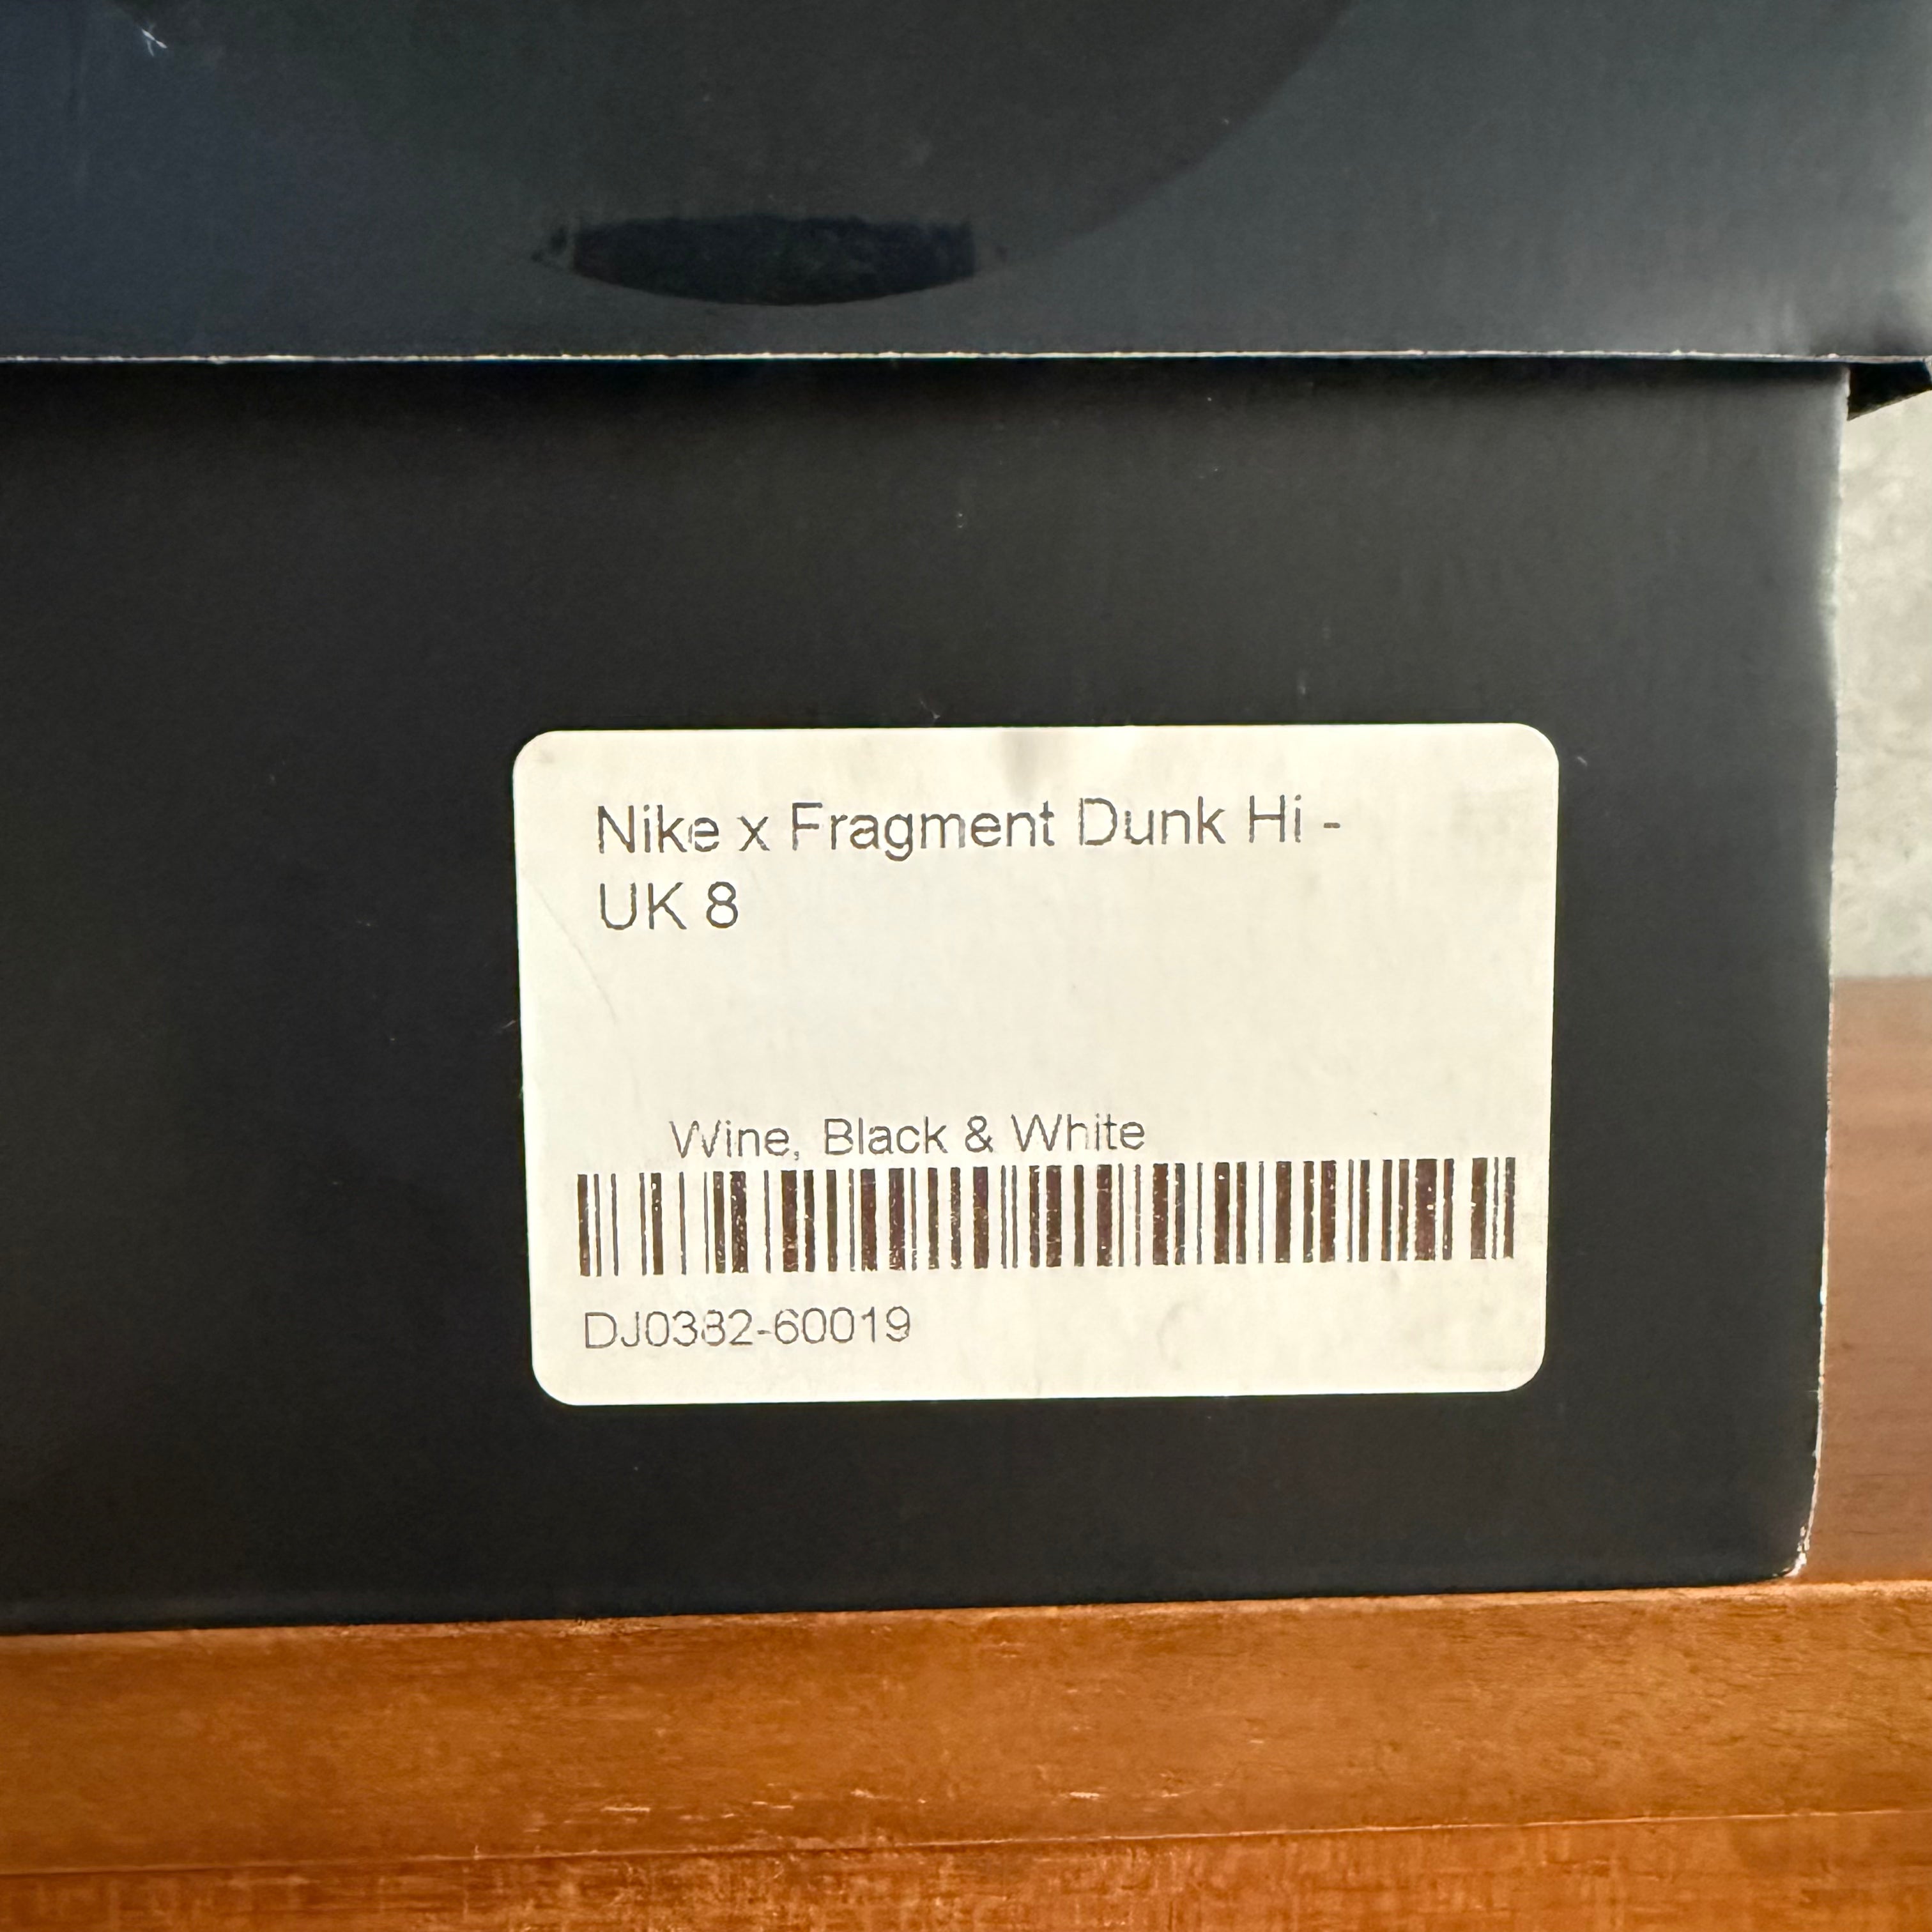 Nike x Fragment Dunk Hi -
UK 8
Wine, Black & White
DJ0382-60019